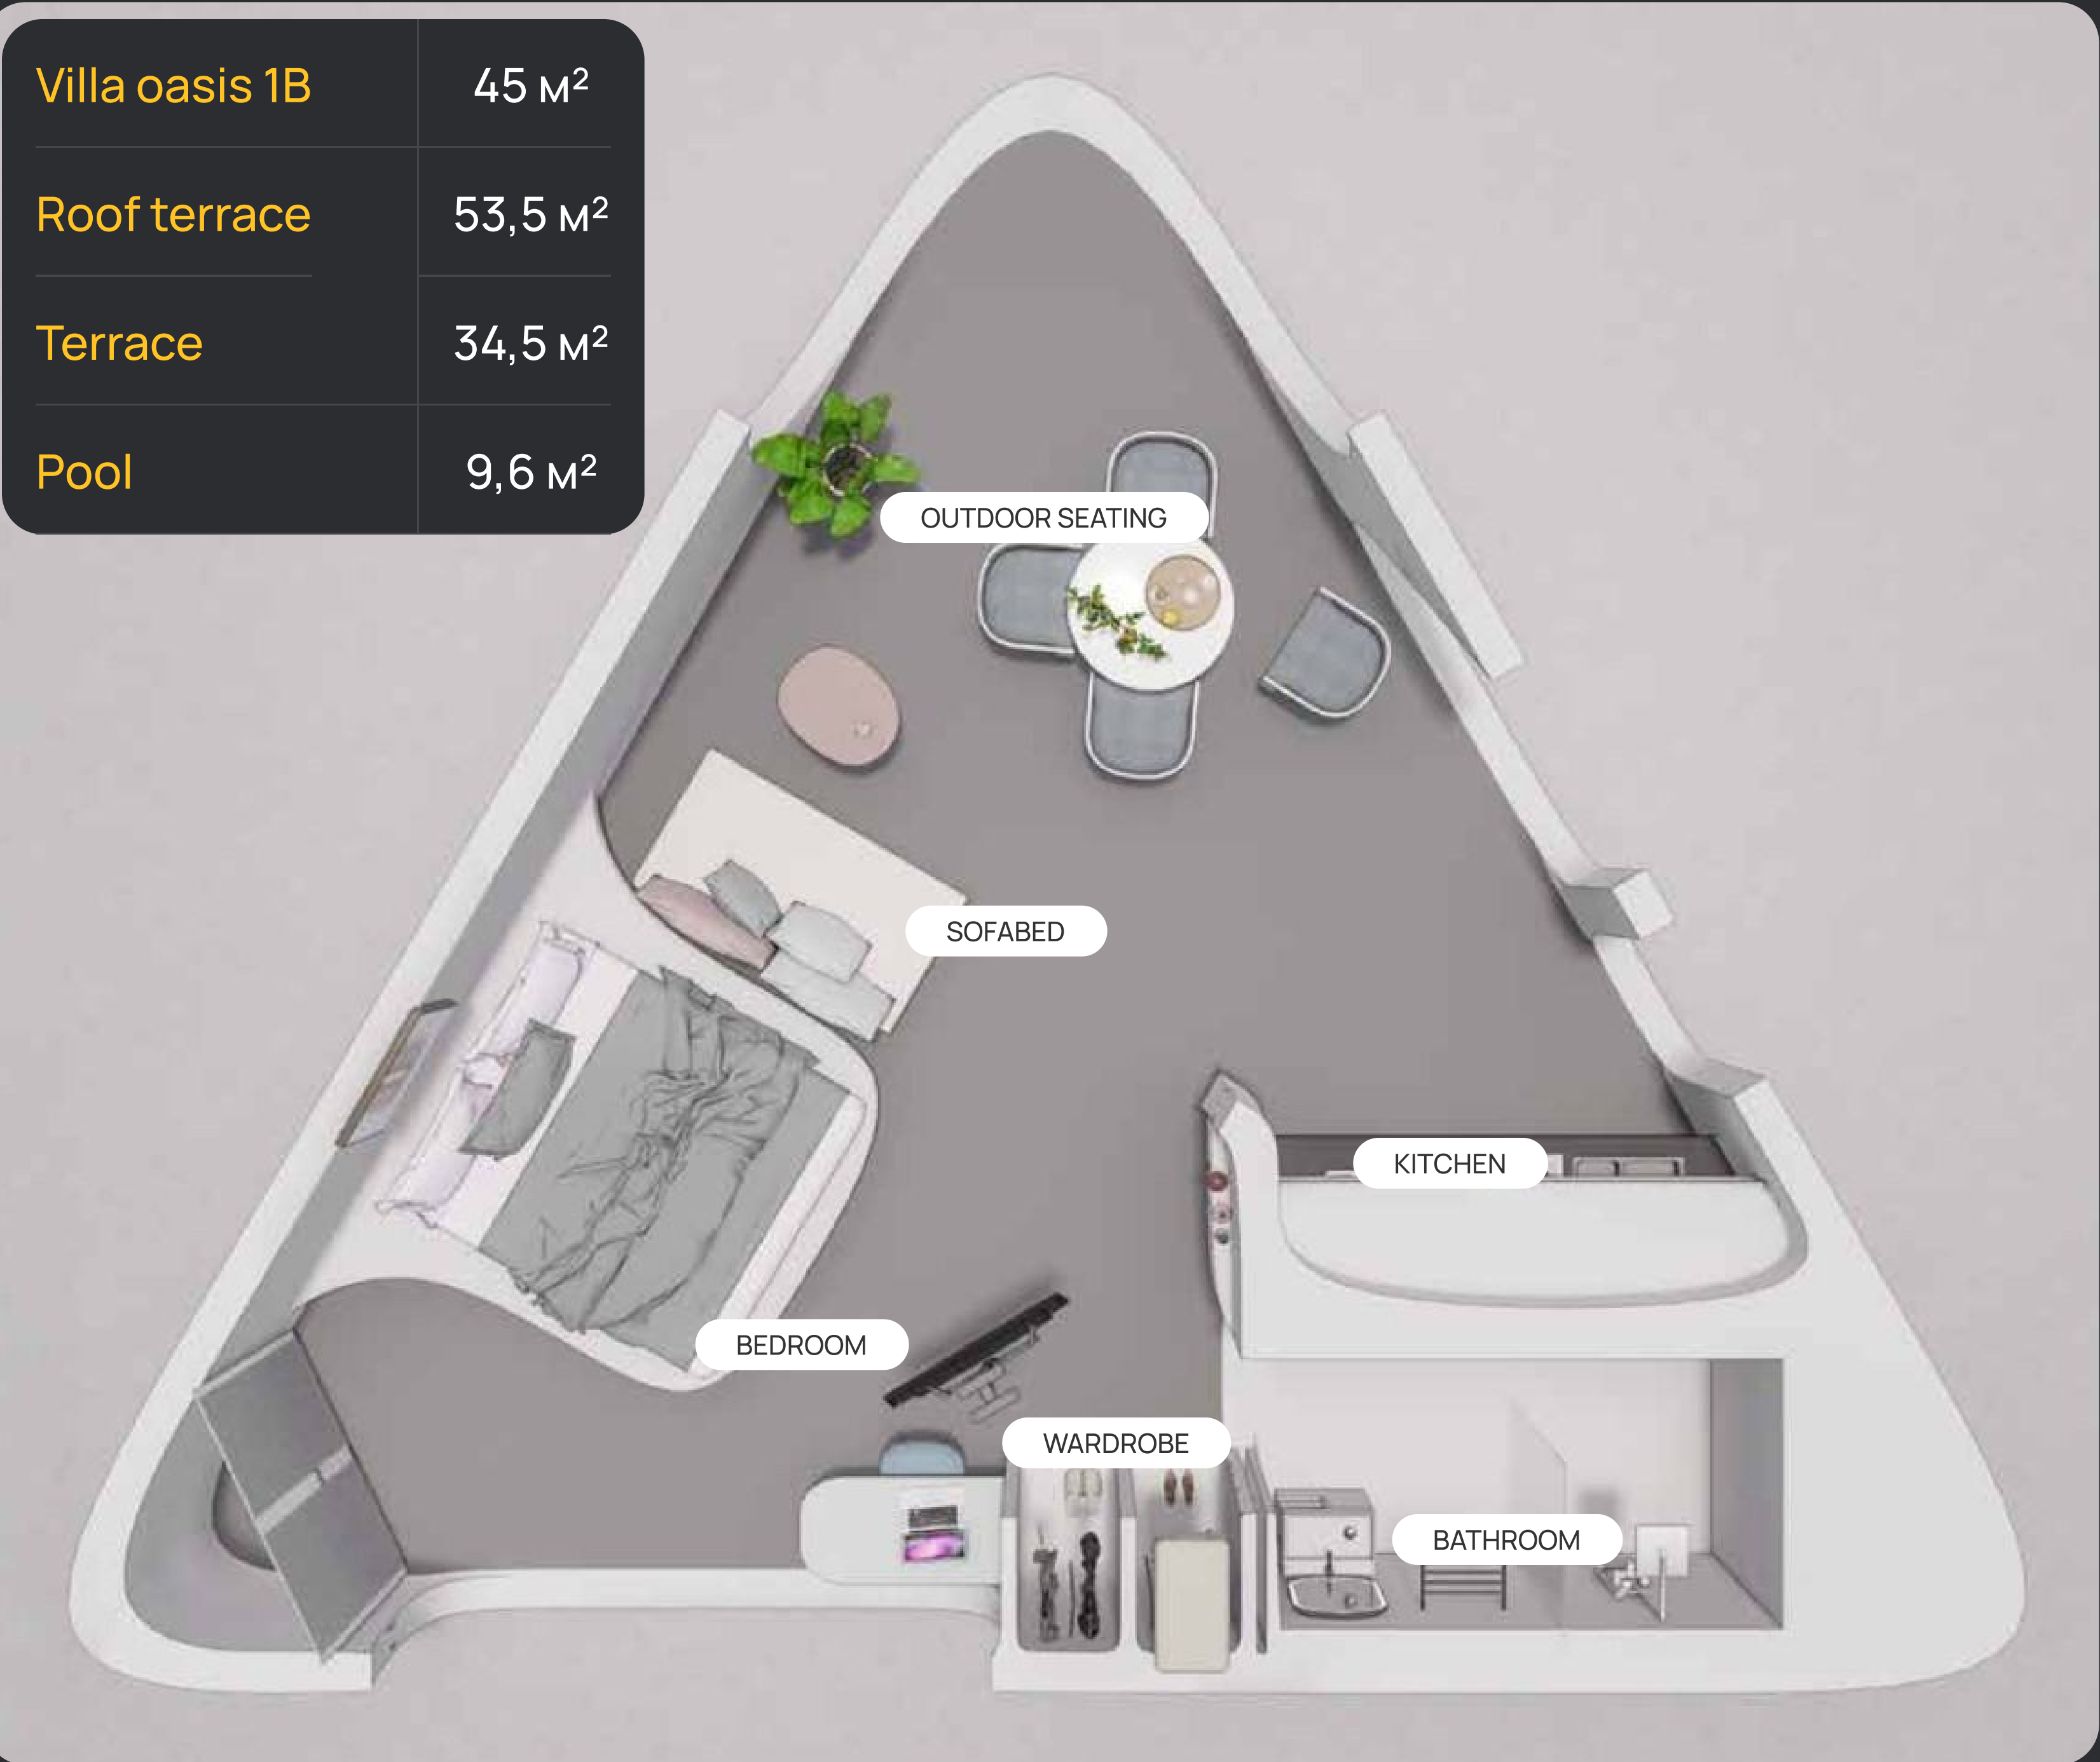 Villa oasis 1B 45 м²
Roof terrace 53,5 м²
Terrace 34,5 м²
Pool 9,6 м²
OUTDOOR SEATING
SOFABED
KITCHEN
BEDROOM
WARDROBE
BATHROOM